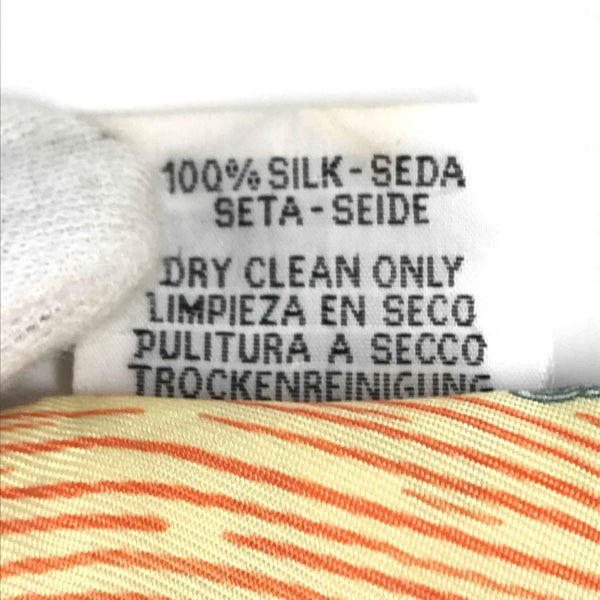 100% SILK - SEDA
SETA - SEIDE
DRY CLEAN ONLY
LIMPIEZA EN SECO
PULITURA A SECCO
TROCKENREINIGUNG